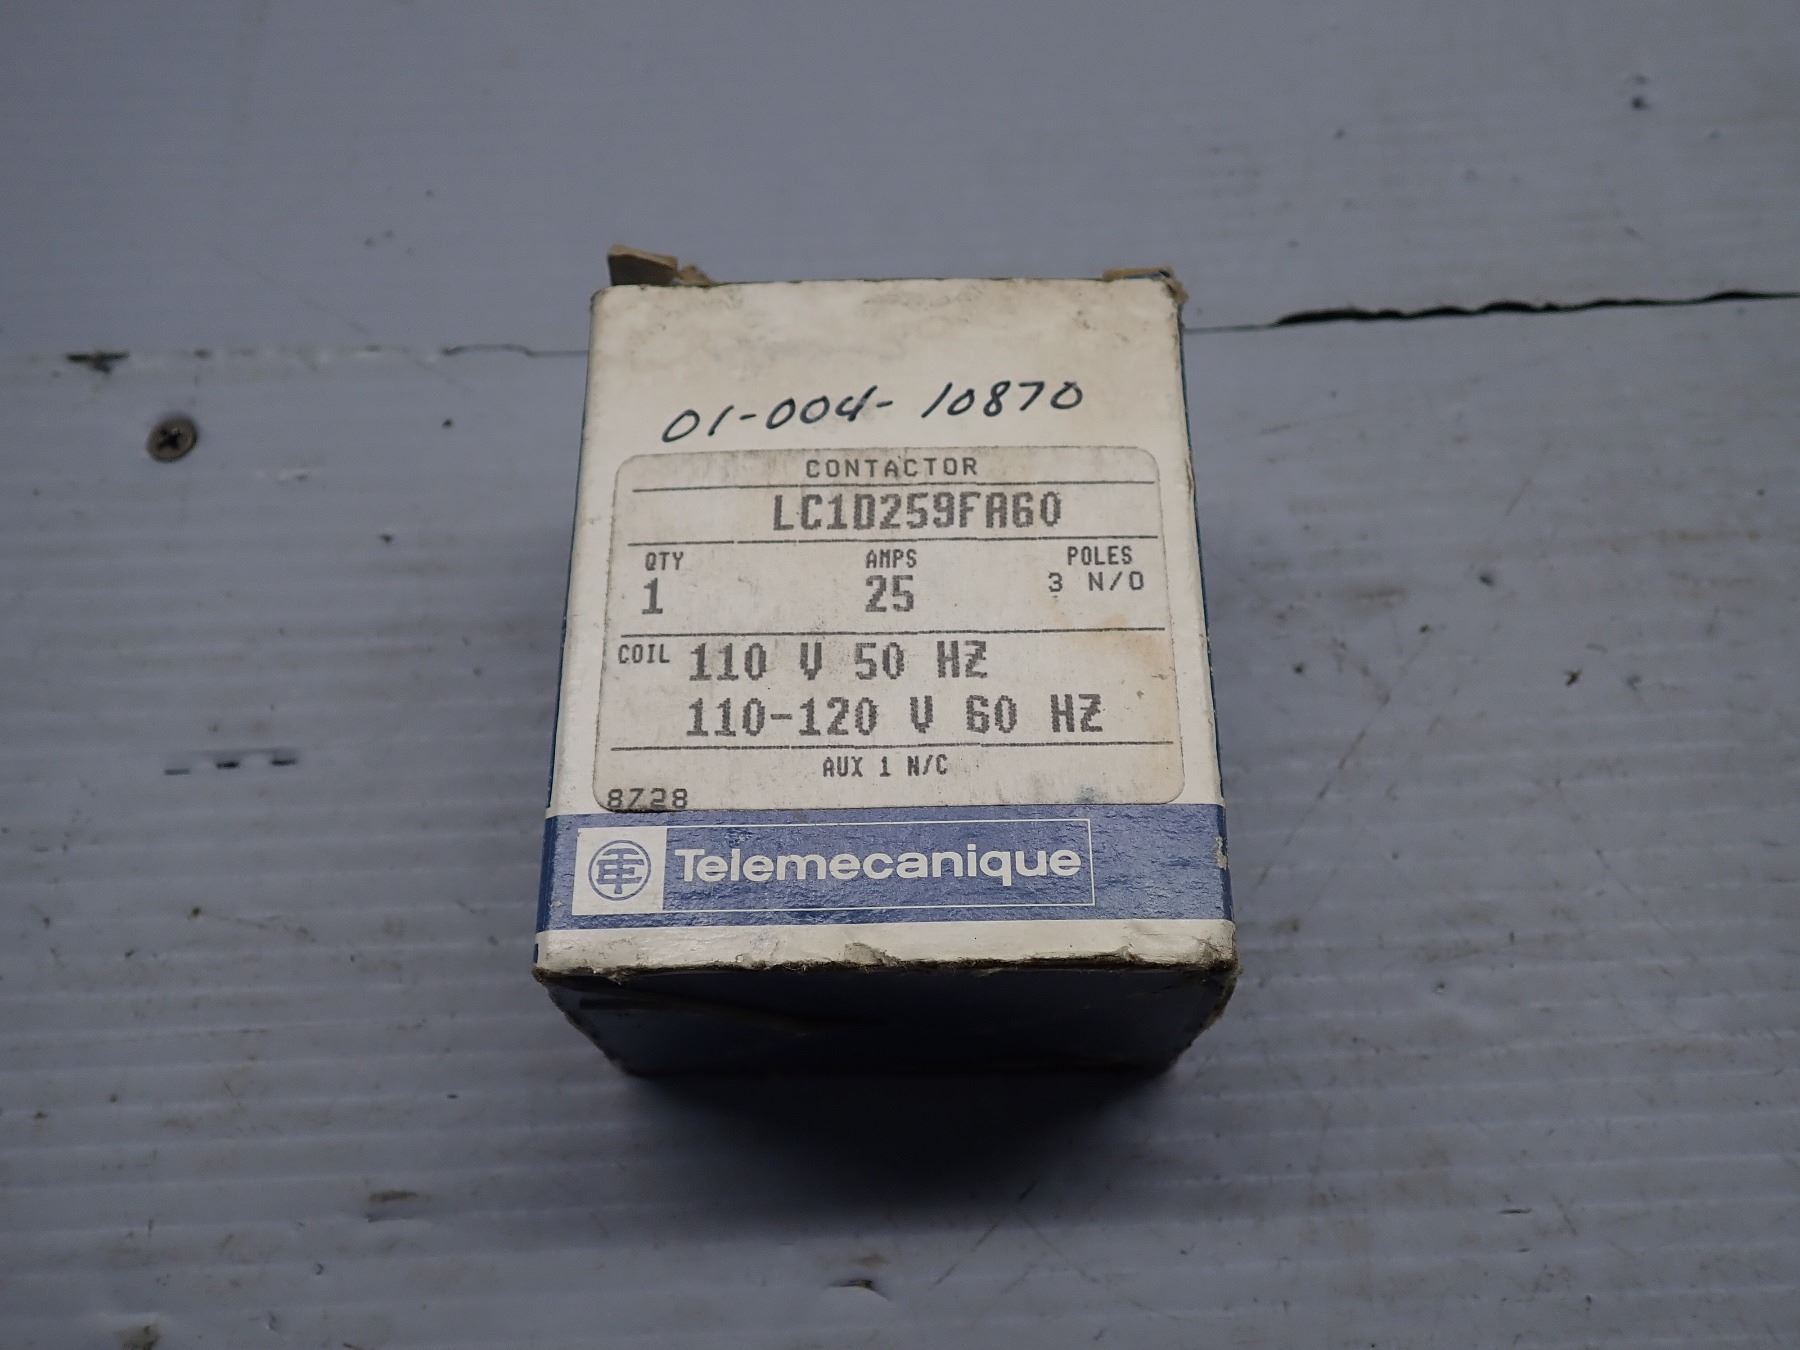 01-004-10870
CONTACTOR
LC1D259FA60
QTY AMPS POLES
1 25 3 N/O
COIL 110 V 50 HZ
110-120 V 60 HZ
AUX 1 N/C
8728
TE Telemecanique